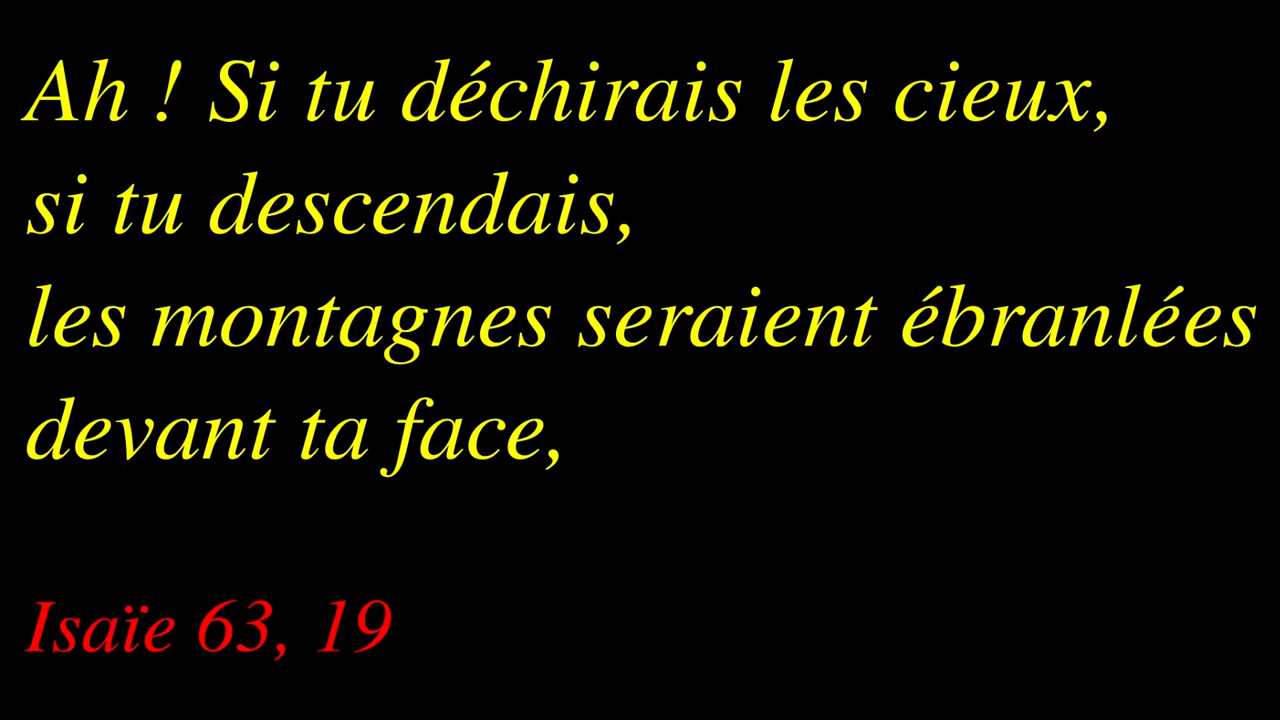 Ah ! Si tu déchirais les cieux,
si tu descendais,
les montagnes seraient ébranlées
devant ta face,
Isaïe 63, 19